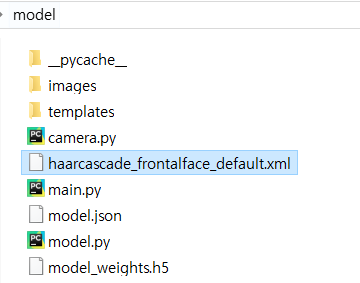 model
__pycache__
images
templates
camera.py
haarcascade_frontalface_default.xml
main.py
model.json
model.py
model_weights.h5